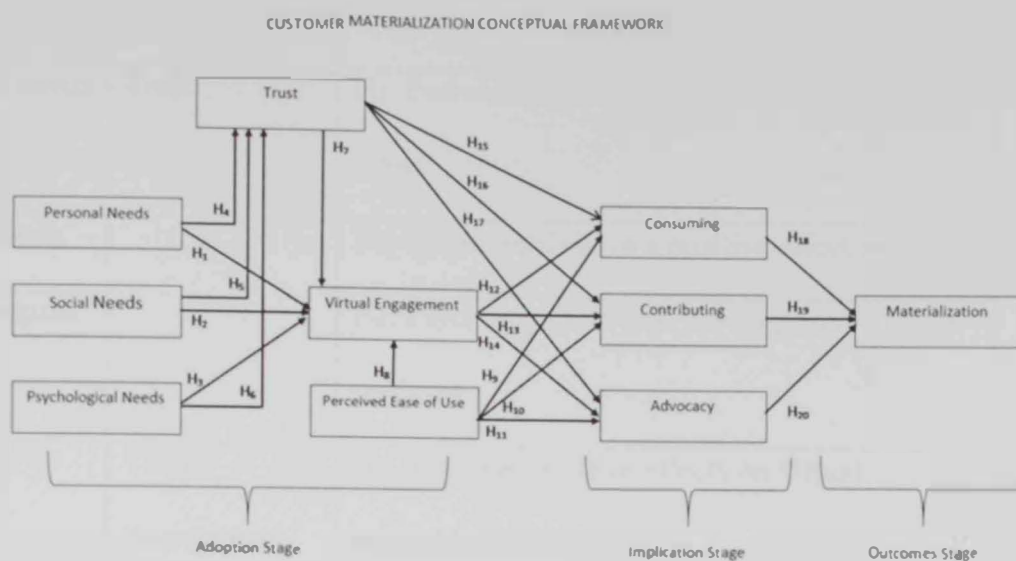 CUSTOMER MATERIALIZATION CONCEPTUAL FRAMEWORK
Trust
H7
H15
H16
H17
Personal Needs
H4
H1
Consuming
H18
Social Needs
H5
H2
Virtual Engagement
H12
H13
H14
Contributing
H19
Materialization
Psychological Needs
H3
H6
H8
Perceived Ease of Use
H9
H10
H11
Advocacy
H20
Adoption Stage
Implication Stage
Outcomes Stage